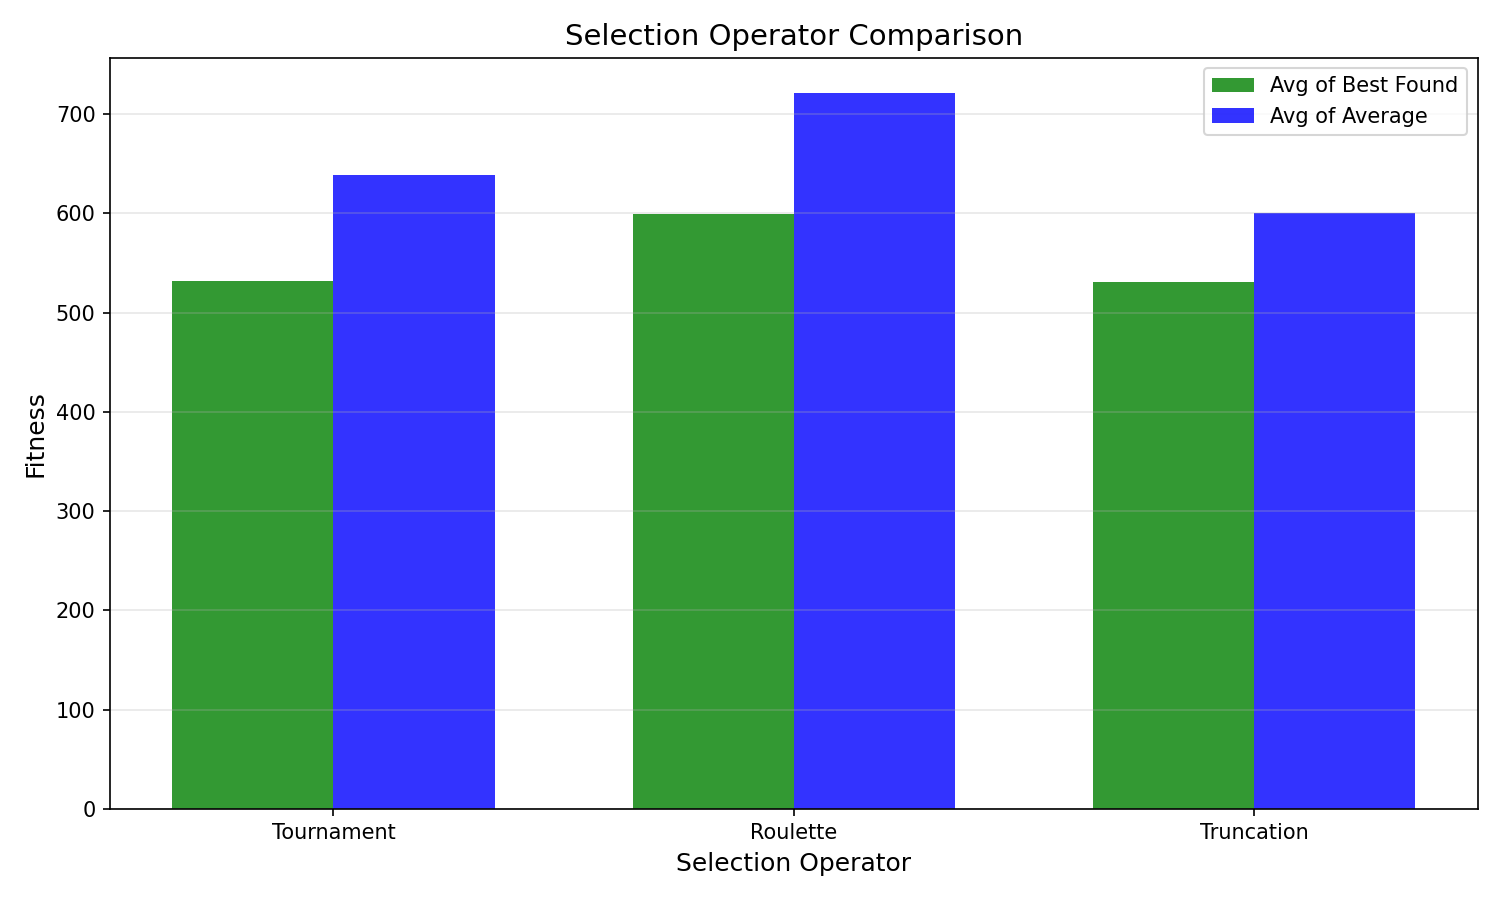 Selection Operator Comparison
Avg of Best Found
Avg of Average
Fitness
700
600
500
400
300
200
100
0
Tournament
Roulette
Truncation
Selection Operator